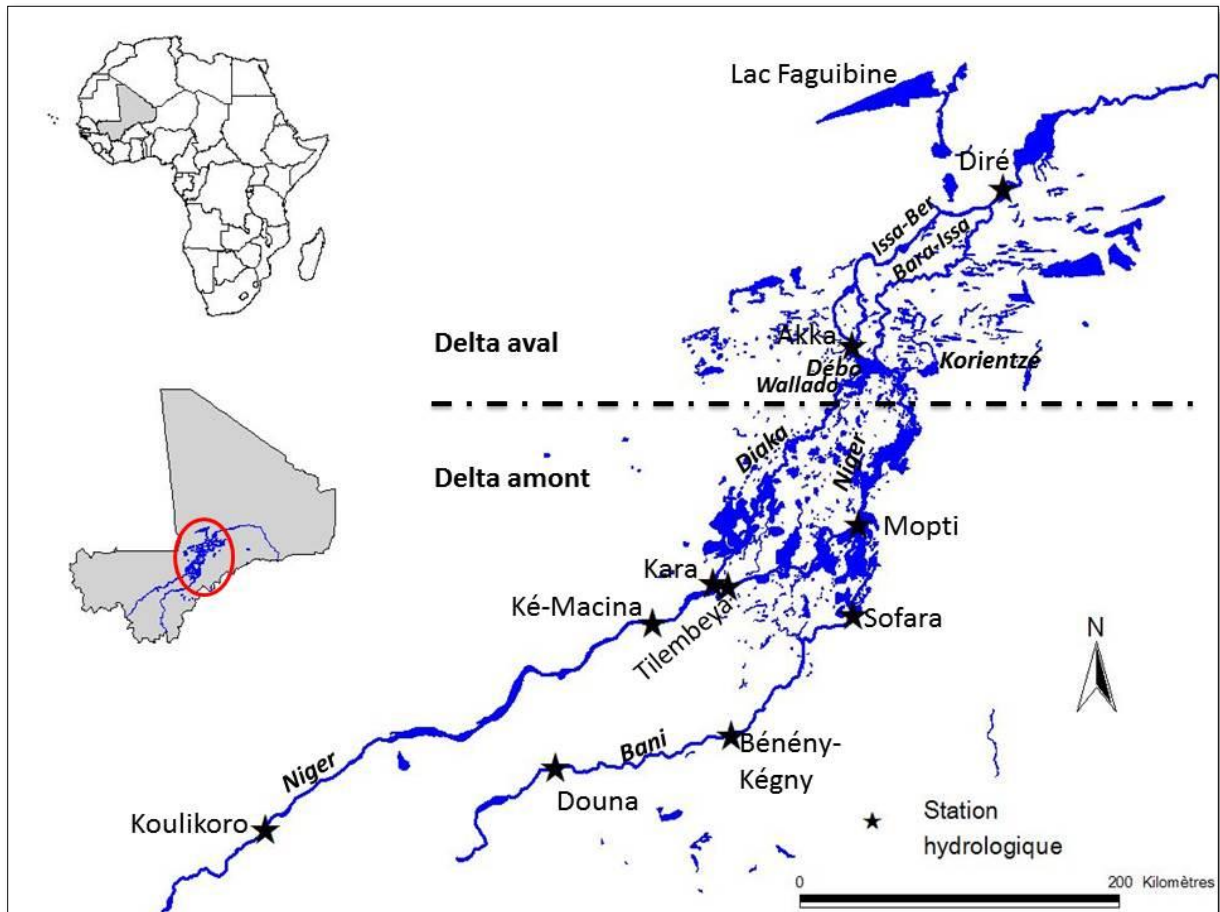 Lac Faguibine
Diré
Issa-Ber
Bara-Issa
Delta aval
Akka
Débo
Wallado
Korientzé
Delta amont
Diaka
Niger
Mopti
Kara
Ké-Macina
Tilembeya
Sofara
N
Niger
Bani
Bénény-
Kégny
Koulikoro
Douna
Station
hydrologique
0
200 Kilomètres